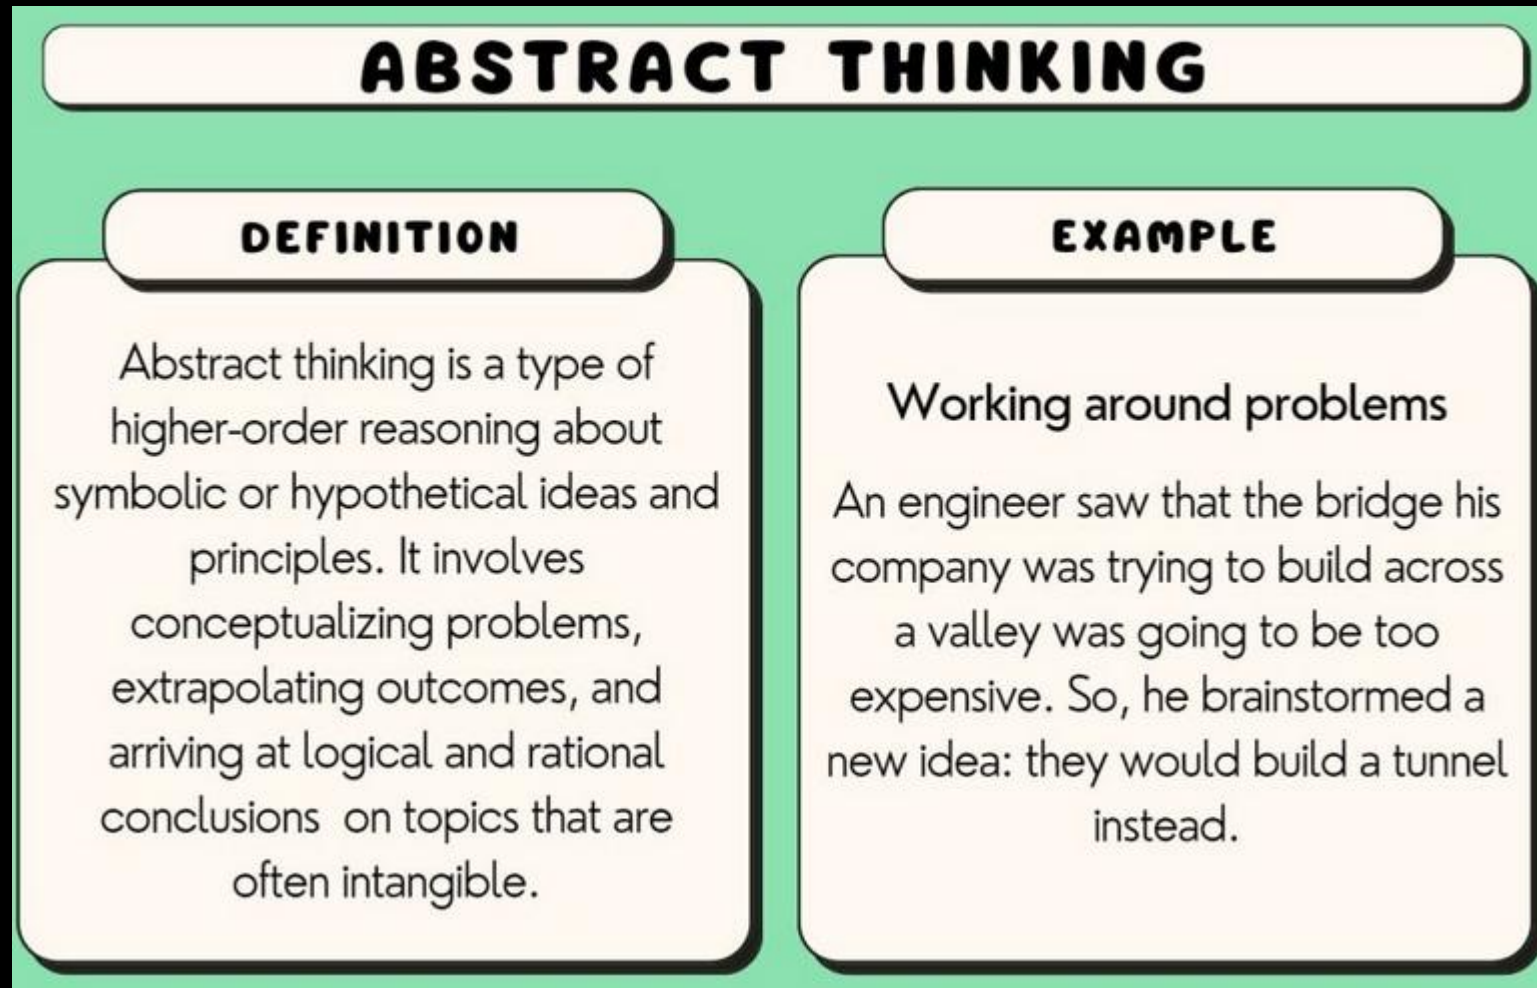 ABSTRACT THINKING
DEFINITION
Abstract thinking is a type of
higher-order reasoning about
symbolic or hypothetical ideas and
principles. It involves
conceptualizing problems,
extrapolating outcomes, and
arriving at logical and rational
conclusions  on topics that are
often intangible.
EXAMPLE
Working around problems
An engineer saw that the bridge his
company was trying to build across
a valley was going to be too
expensive. So, he brainstormed a
new idea: they would build a tunnel
instead.